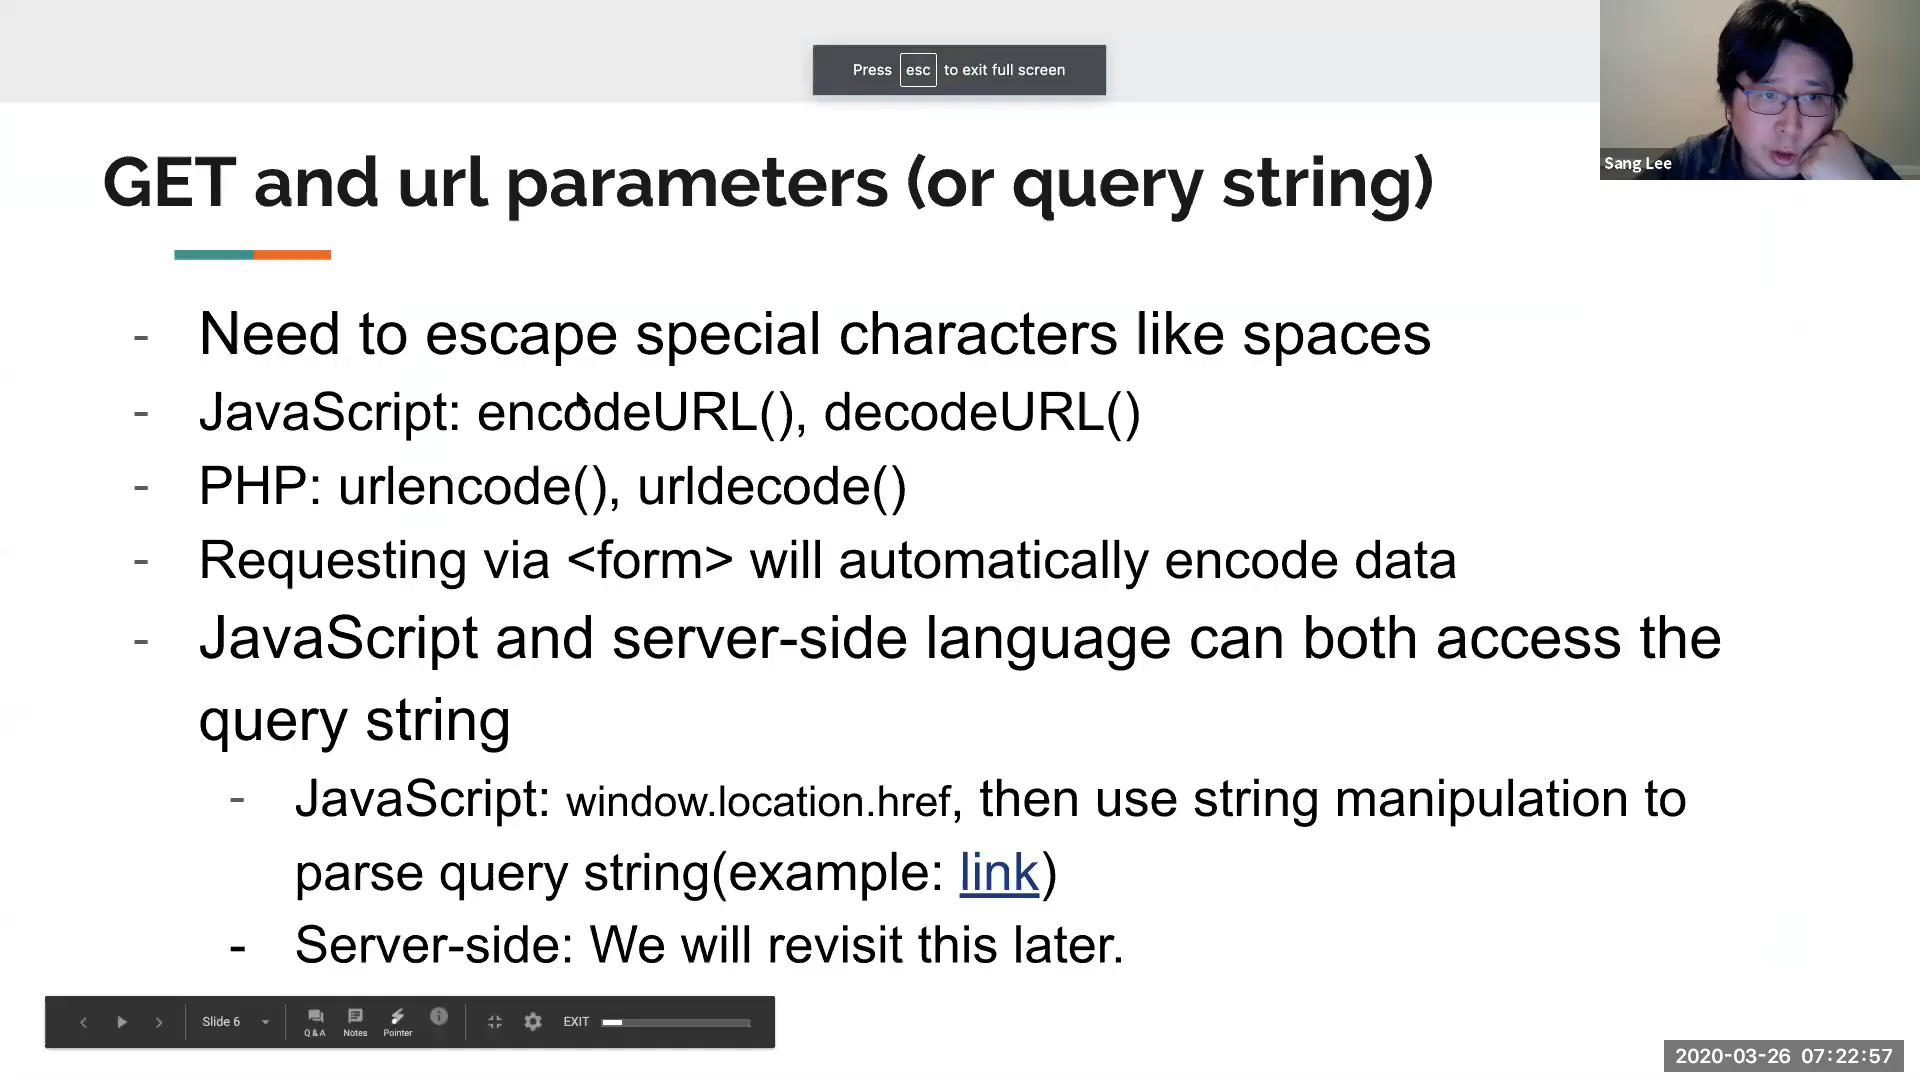 Press esc to exit full screen
Sang Lee
GET and url parameters (or query string)
- Need to escape special characters like spaces
- JavaScript: encodeURL(), decodeURL()
- PHP: urlencode(), urldecode()
- Requesting via <form> will automatically encode data
- JavaScript and server-side language can both access the
query string
- JavaScript: window.location.href, then use string manipulation to
parse query string(example: link)
- Server-side: We will revisit this later.
Slide 6
Q & A
Notes
Pointer
EXIT
2020-03-26 07:22:57